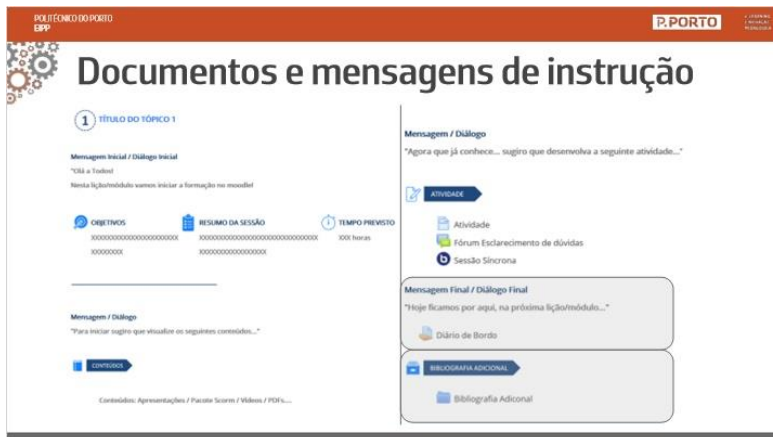 POLITÉCNICO DO PORTO
EIPP
P.PORTO
Documentos e mensagens de instrução
1 TÍTULO DO TÓPICO 1
Mensagem Inicial / Diálogo Inicial
"Olá a Todos!
Nesta lição/módulo vamos iniciar a formação no moodle!
OBJETIVOS
XXXXXXXXXXXXXXXXXXXXXXX
XXXXXXXX
RESUMO DA SESSÃO
XXXXXXXXXXXXXXXXXXXXXXXXXXXXXXX
XXXXXXXXXXXXXXXXXX
TEMPO PREVISTO
XXX horas
Mensagem / Diálogo
"Para iniciar sugiro que visualize os seguintes conteúdos..."
CONTEÚDOS
Conteúdos: Apresentações / Pacote Scorm / Vídeos / PDFs....
Mensagem / Diálogo
"Agora que já conhece... sugiro que desenvolva a seguinte atividade..."
ATIVIDADE
Atividade
Fórum Esclarecimento de dúvidas
Sessão Síncrona
Mensagem Final / Diálogo Final
"Hoje ficamos por aqui, na próxima lição/módulo..."
Diário de Bordo
BIBLIOGRAFIA ADICIONAL
Bibliografia Adiconal